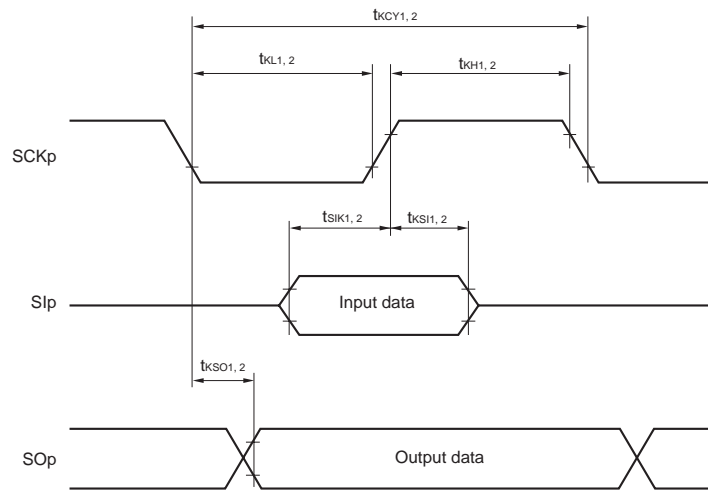 tKCY1, 2
tKL1, 2
tKH1, 2
SCKp
tSIK1, 2
tKSI1, 2
SIp
Input data
tKSO1, 2
SOp
Output data